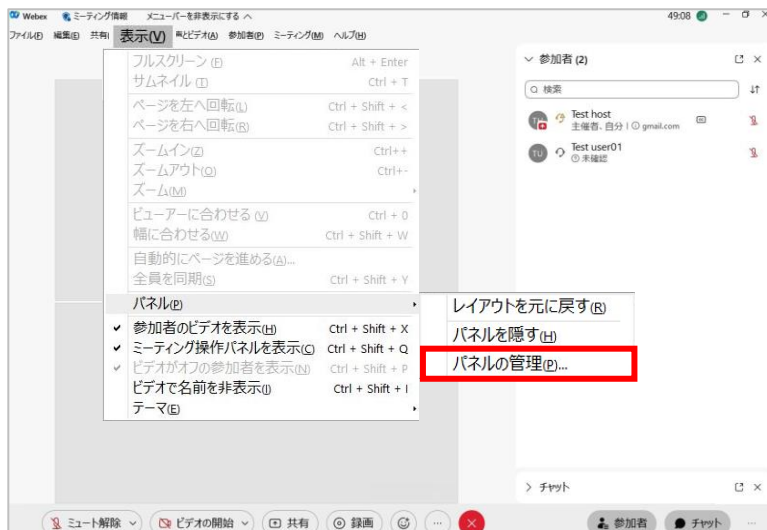 Webex ミーティング情報 メニューバーを非表示にする 49:08
ファイル(F) 編集(E) 共有( 表示(V) とビデオ(A) 参加者(P) ミーティング(M) ヘルプ(H)
フルスクリーン (F) Alt + Enter
サムネイル (T) Ctrl + T
ページを左へ回転(L) Ctrl + Shift + <
ページを右へ回転(R) Ctrl + Shift + >
ズームイン(Z) Ctrl++
ズームアウト(O) Ctrl+-
ズーム(M)
ビューアーに合わせる (V) Ctrl + 0
幅に合わせる(W) Ctrl + Shift + W
自動的にページを進める(A)...
全員を同期(S) Ctrl + Shift + Y
パネル(P)
参加者のビデオを表示(H) Ctrl + Shift + X
ミーティング操作パネルを表示(C) Ctrl + Shift + Q
ビデオがオフの参加者を表示(N) Ctrl + Shift + P
ビデオで名前を非表示(I) Ctrl + Shift + I
テーマ(E)
レイアウトを元に戻す(R)
パネルを隠す(H)
パネルの管理(P)...
参加者 (2)
検索
TH Test host
主催者、自分 | gmail.com
TU Test user01
未確認
チャット
ミュート解除 ビデオの開始 共有 録画 参加者 チャット